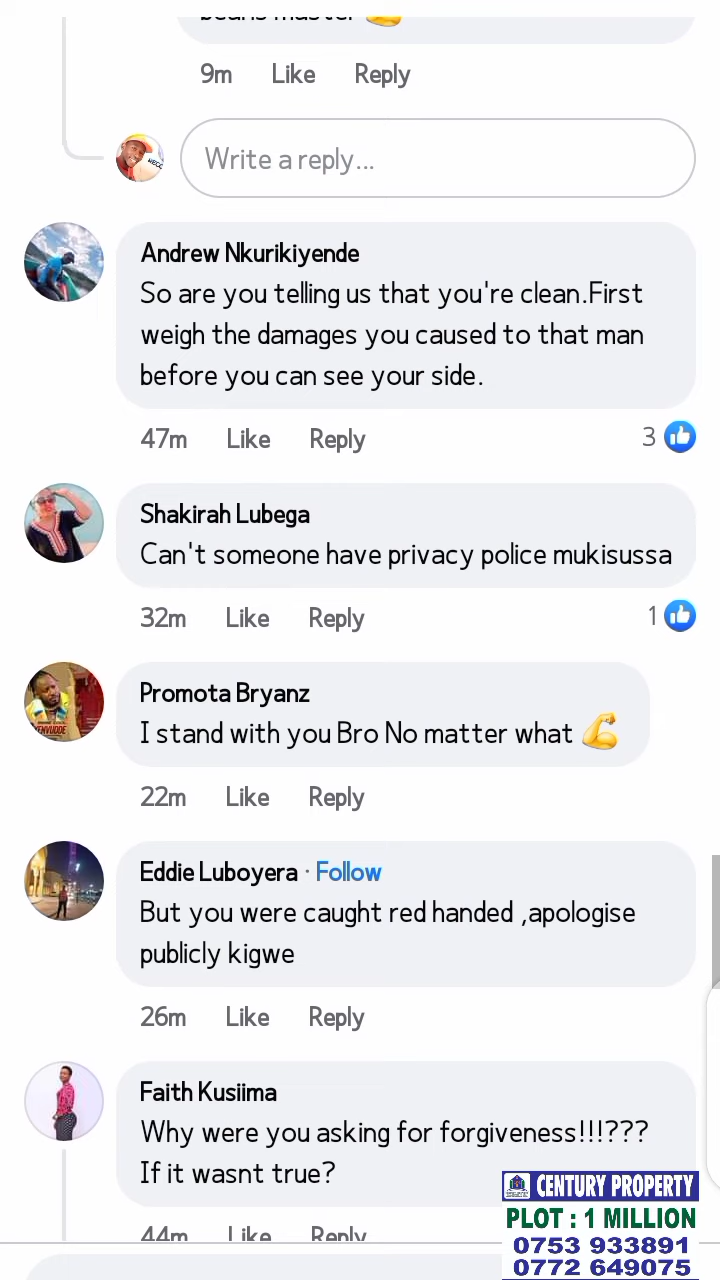 beans master
9m Like Reply
Write a reply...
Andrew Nkurikiyende
So are you telling us that you're clean.First
weigh the damages you caused to that man
before you can see your side.
47m Like Reply 3
Shakirah Lubega
Can't someone have privacy police mukisussa
32m Like Reply 1
Promota Bryanz
I stand with you Bro No matter what 💪
22m Like Reply
Eddie Luboyera · Follow
But you were caught red handed ,apologise
publicly kigwe
26m Like Reply
Faith Kusiima
Why were you asking for forgiveness!!!???
If it wasnt true?
44m Like Reply
CENTURY PROPERTY
PLOT : 1 MILLION
0753 933891
0772 649075